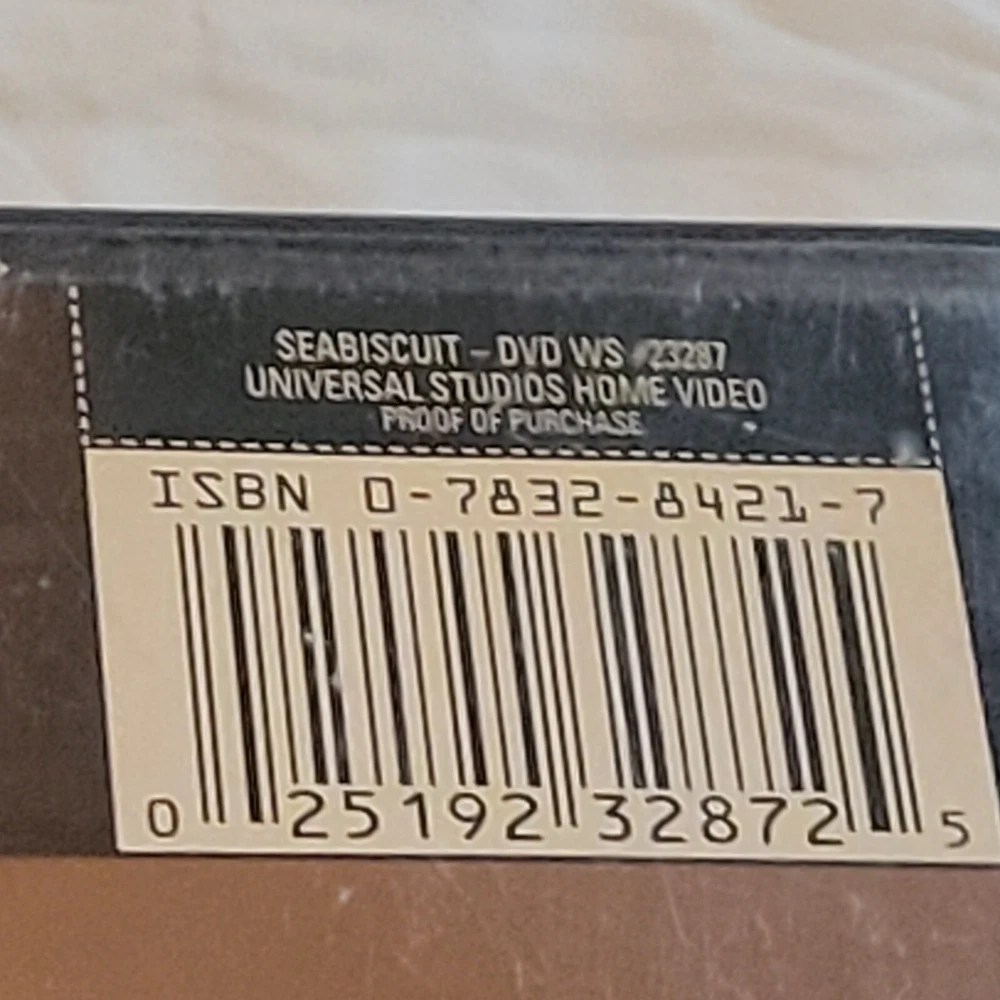 SEABISCUIT – DVD WS #23287
UNIVERSAL STUDIOS HOME VIDEO
PROOF OF PURCHASE
ISBN 0-7832-8421-7
0 25192 32872 5